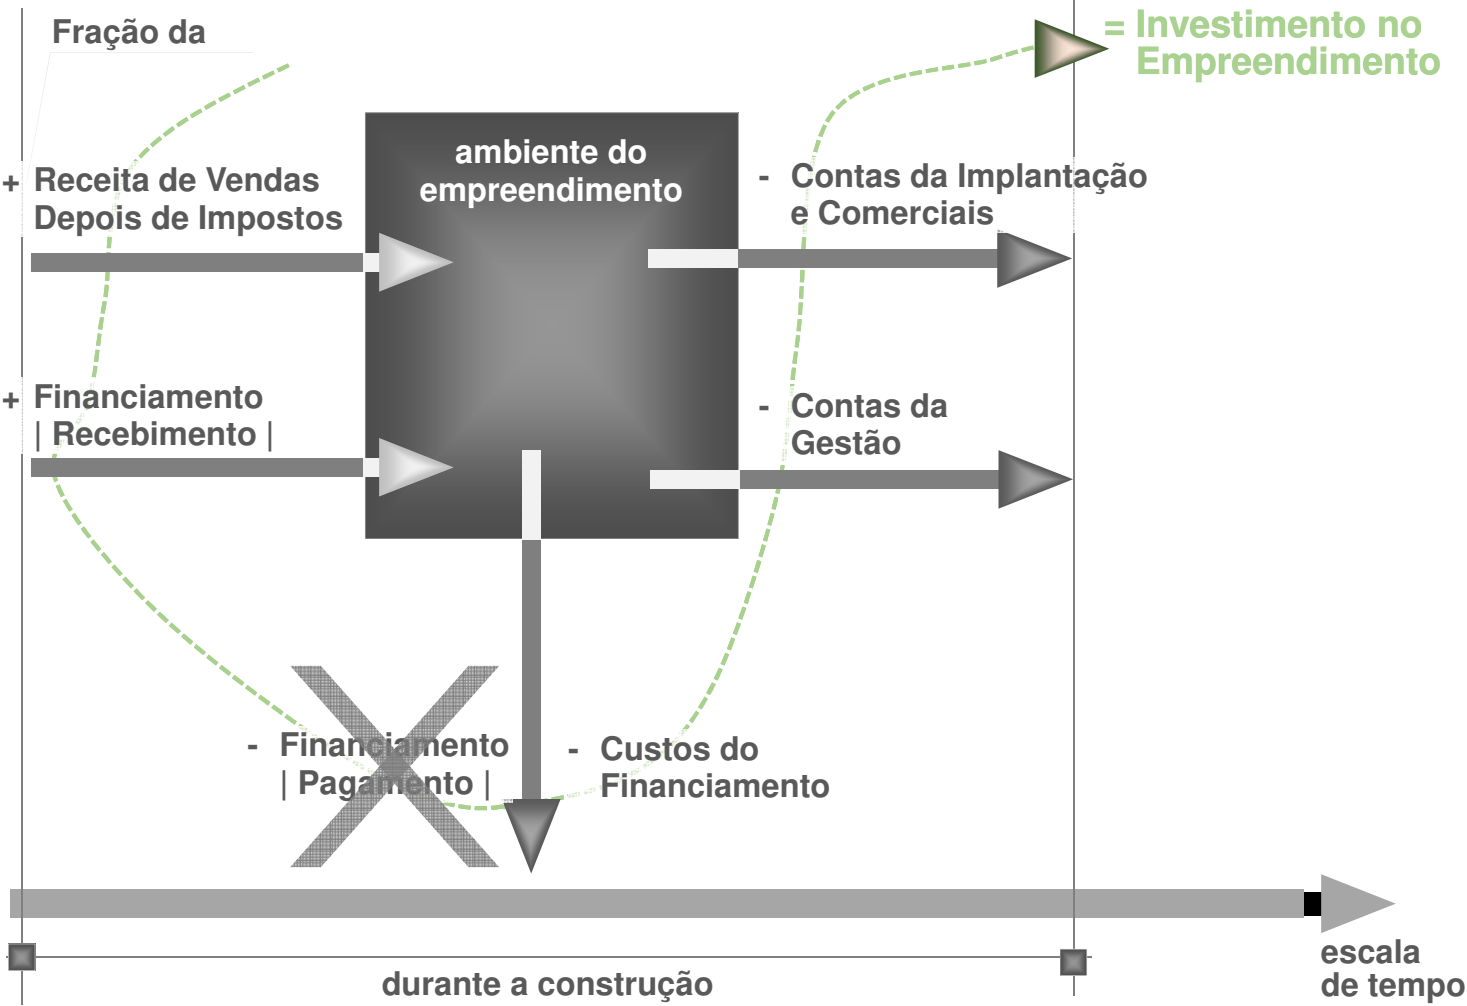 Fração da
= Investimento no
Empreendimento
ambiente do
empreendimento
+ Receita de Vendas
Depois de Impostos
- Contas da Implantação
e Comerciais
+ Financiamento
| Recebimento |
- Contas da
Gestão
- Financiamento
| Pagamento |
- Custos do
Financiamento
durante a construção
escala
de tempo